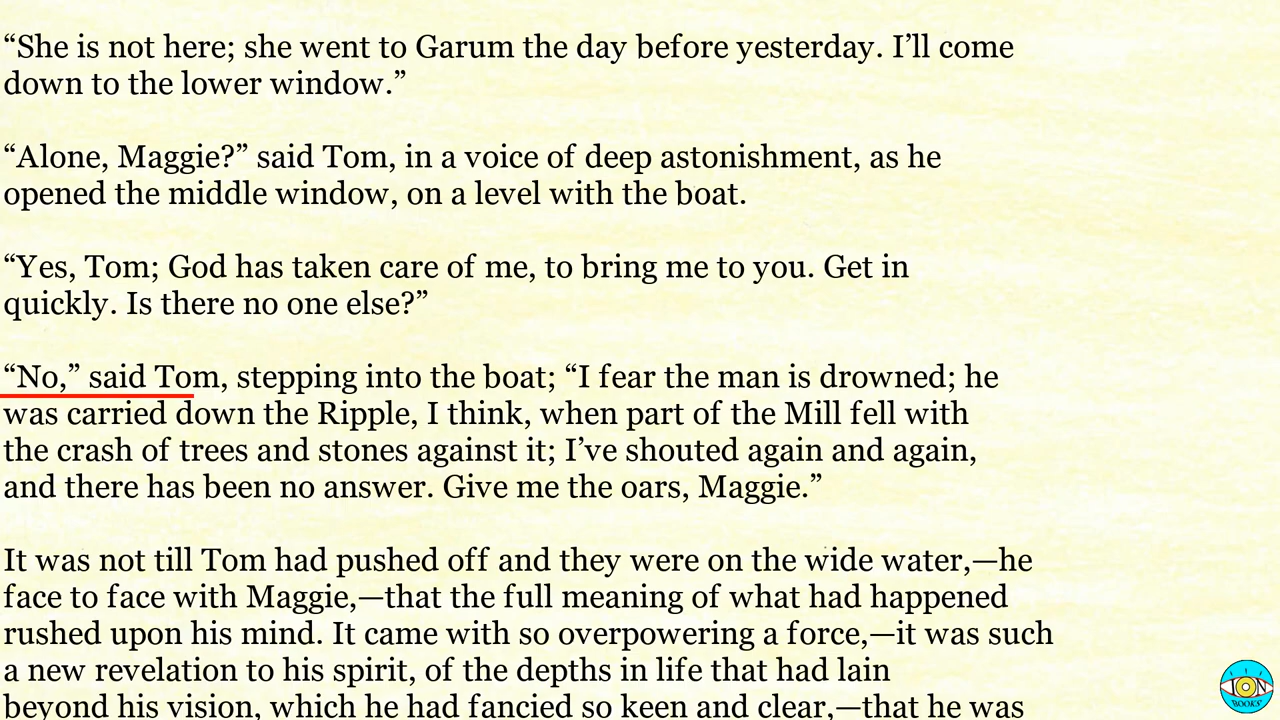 “She is not here; she went to Garum the day before yesterday. I’ll come
down to the lower window.”
“Alone, Maggie?” said Tom, in a voice of deep astonishment, as he
opened the middle window, on a level with the boat.
“Yes, Tom; God has taken care of me, to bring me to you. Get in
quickly. Is there no one else?”
“No,” said Tom, stepping into the boat; “I fear the man is drowned; he
was carried down the Ripple, I think, when part of the Mill fell with
the crash of trees and stones against it; I’ve shouted again and again,
and there has been no answer. Give me the oars, Maggie.”
It was not till Tom had pushed off and they were on the wide water,—he
face to face with Maggie,—that the full meaning of what had happened
rushed upon his mind. It came with so overpowering a force,—it was such
a new revelation to his spirit, of the depths in life that had lain
beyond his vision, which he had fancied so keen and clear,—that he was
ION
BOOKS